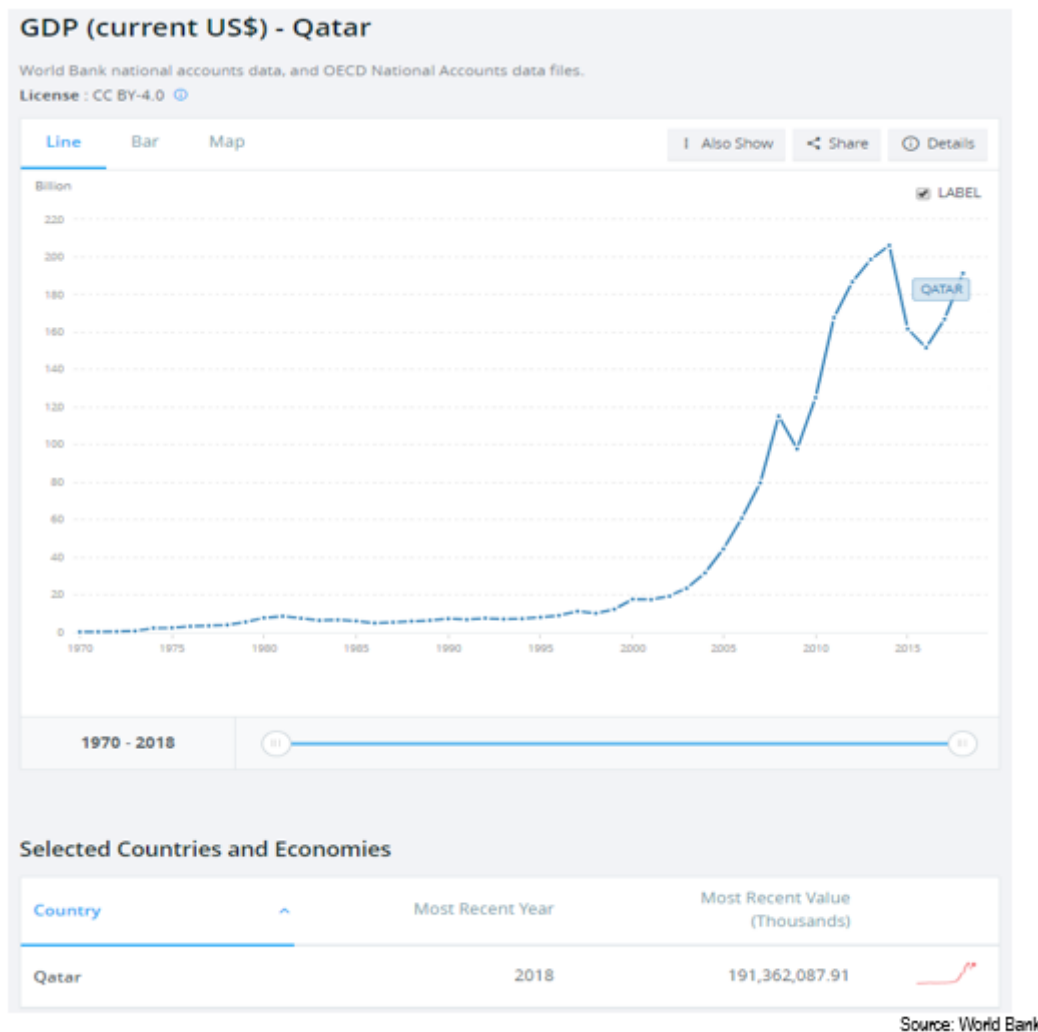 GDP (current US$) - Qatar
World Bank national accounts data, and OECD National Accounts data files.
License : CC BY-4.0
Line Bar Map Also Show Share Details
Billion
LABEL
220
200
QATAR
180
160
140
120
100
80
60
40
20
0
1970 1975 1980 1985 1990 1995 2000 2005 2010 2015
1970 - 2018
Selected Countries and Economies
Country Most Recent Year Most Recent Value
(Thousands)
Qatar 2018 191,362,087.91
Source: World Bank